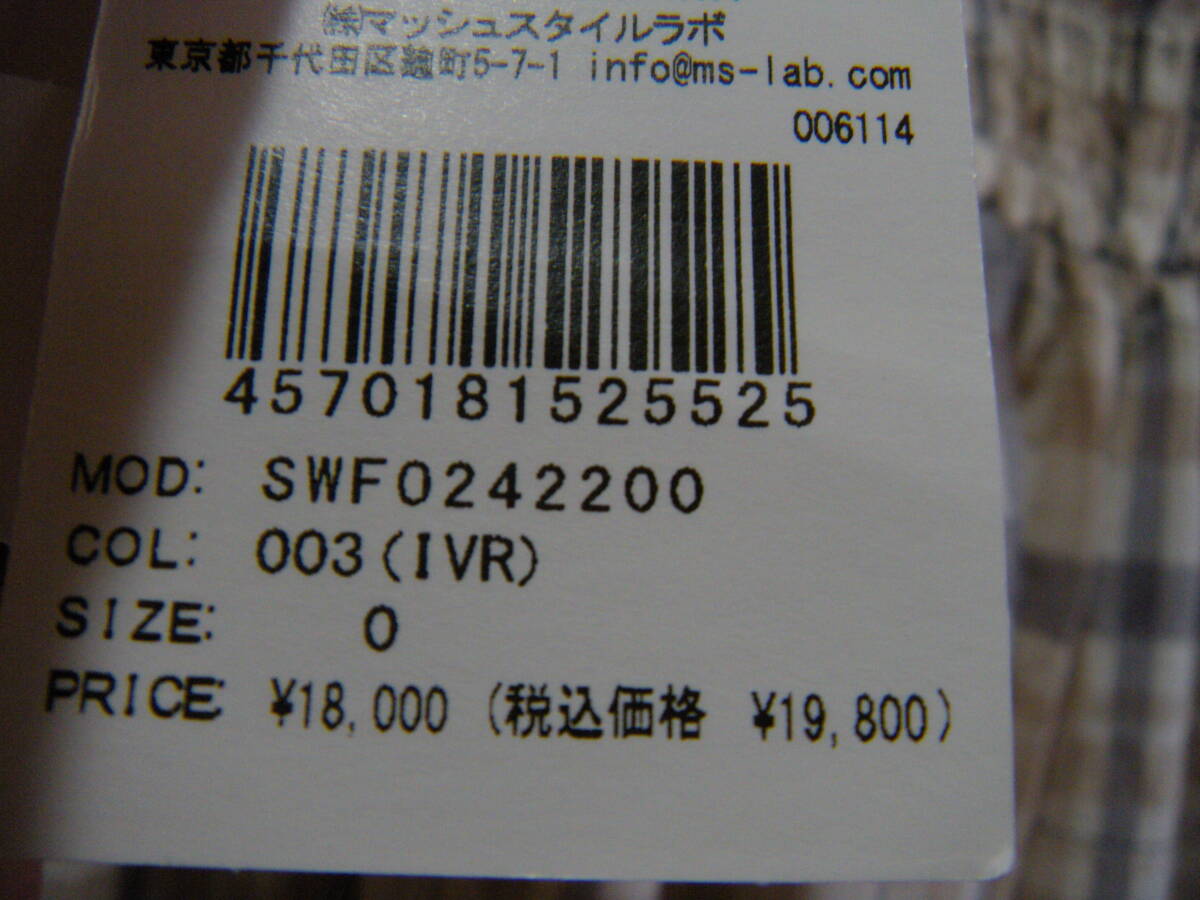 ㈱マッシュスタイルラボ
東京都千代田区麹町5-7-1 info@ms-lab.com
006114
4570181525525
MOD: SWF0242200
COL: 003(IVR)
SIZE: 0
PRICE: ¥18,000 (税込価格 ¥19,800)